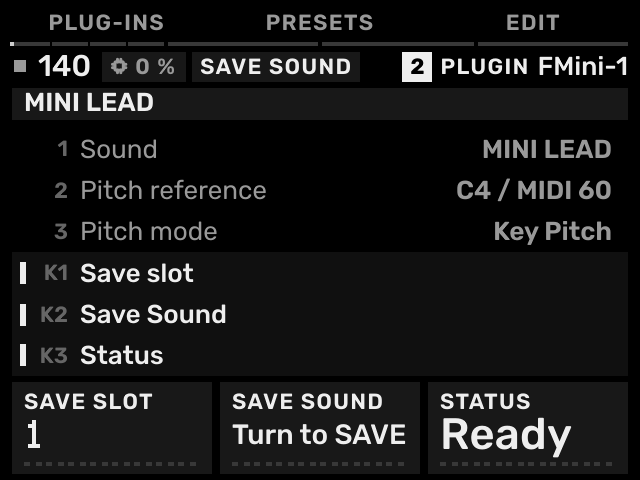 PLUG-INS PRESETS EDIT
140 0 % SAVE SOUND 2 PLUGIN FMini-1
MINI LEAD
1 Sound MINI LEAD
2 Pitch reference C4 / MIDI 60
3 Pitch mode Key Pitch
K1 Save slot
K2 Save Sound
K3 Status
SAVE SLOT SAVE SOUND STATUS
1 Turn to SAVE Ready